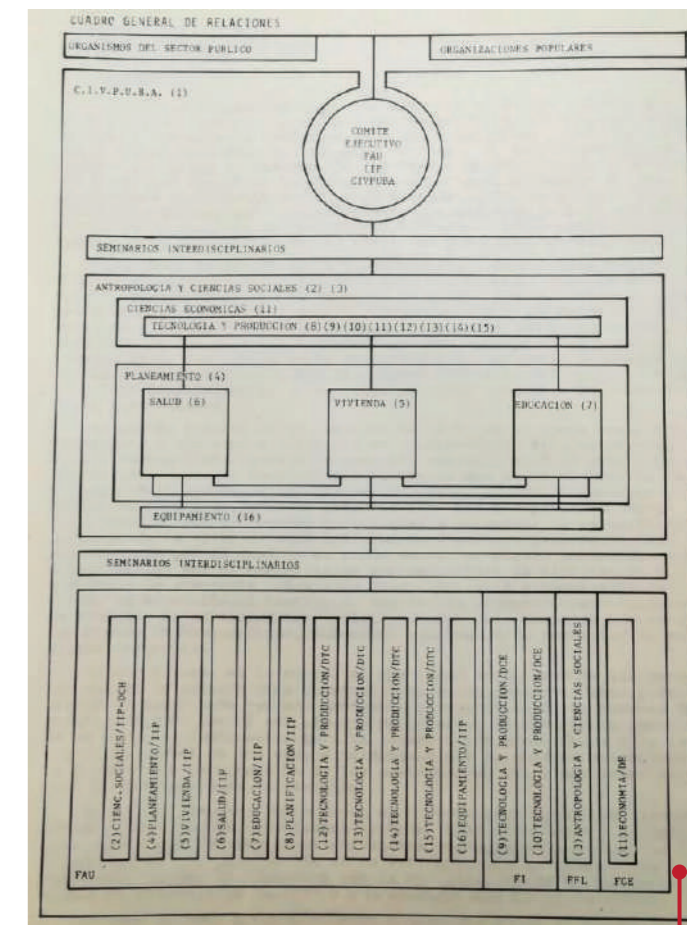 CUADRO GENERAL DE RELACIONES
ORGANISMOS DEL SECTOR PUBLICO
ORGANIZACIONES POPULARES
C.I.V.P.U.B.A. (1)
COMITE
EJECUTIVO
FAU
IIP
CIVPUBA
SEMINARIOS INTERDISCIPLINARIOS
ANTROPOLOGIA Y CIENCIAS SOCIALES (2) (3)
CIENCIAS ECONOMICAS (11)
TECNOLOGIA Y PRODUCCION (8)(9)(10)(11)(12)(13)(14)(15)
PLANEAMIENTO (4)
SALUD (6)
VIVIENDA (5)
EDUCACION (7)
EQUIPAMIENTO (16)
SEMINARIOS INTERDISCIPLINARIOS
(2)CIENC.SOCIALES/IIP-DCH
(4)PLANEAMIENTO/IIP
(5)VIVIENDA/IIP
(6)SALUD/IIP
(7)EDUCACION/IIP
(8)PLANIFICACION/IIP
(12)TECNOLOGIA Y PRODUCCION/DTC
(13)TECNOLOGIA Y PRODUCCION/DTC
(14)TECNOLOGIA Y PRODUCCION/DTC
(15)TECNOLOGIA Y PRODUCCION/DTC
(16)EQUIPAMIENTO/IIP
(9)TECNOLOGIA Y PRODUCCION/DCE
(10)TECNOLOGIA Y PRODUCCION/DCE
(3)ANTROPOLOGIA Y CIENCIAS SOCIALES
(11)ECONOMIA/DE
FAU
FI
FFL
FCE